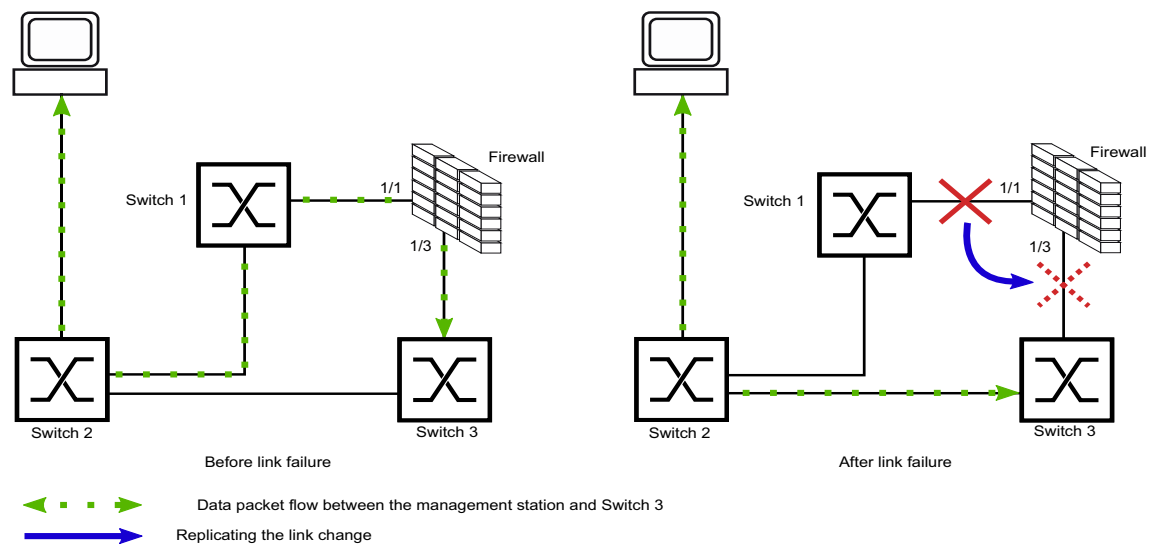 Firewall
Switch 1
1/1
1/3
Switch 2
Switch 3
Before link failure
Firewall
Switch 1
1/1
1/3
Switch 2
Switch 3
After link failure
Data packet flow between the management station and Switch 3
Replicating the link change